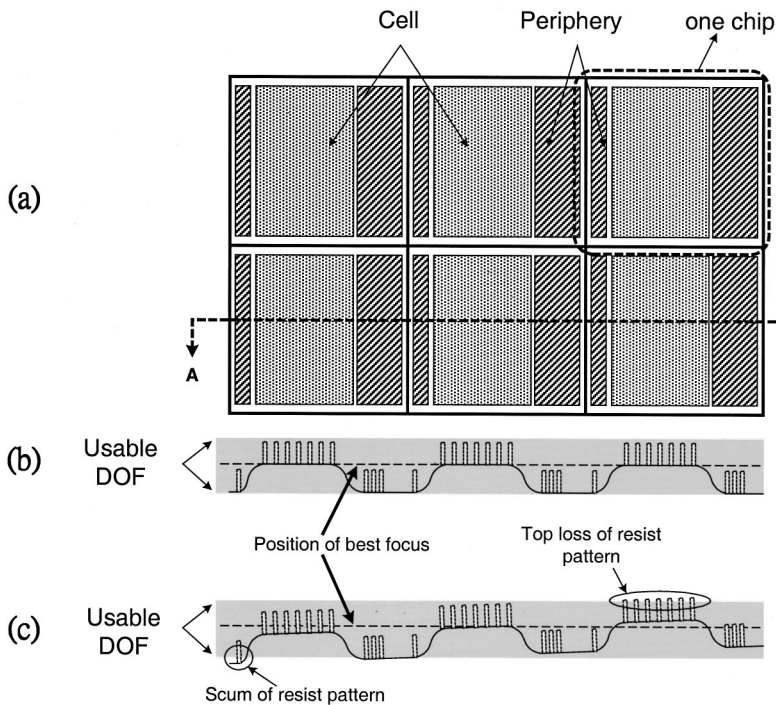 Cell
Periphery
one chip
(a)
A
(b)
Usable
DOF
Position of best focus
Top loss of resist
pattern
(c)
Usable
DOF
Scum of resist pattern